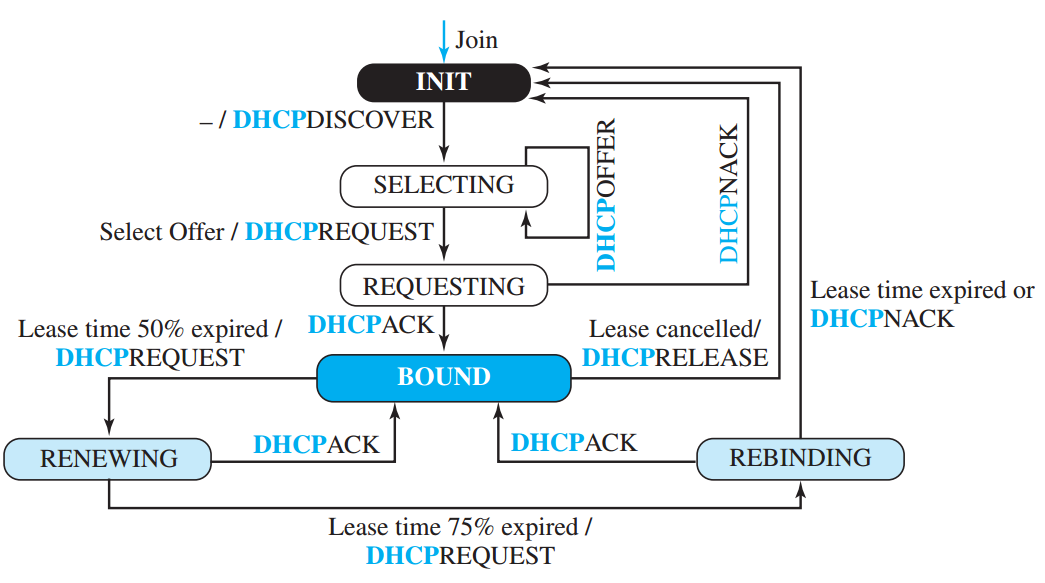 Join
INIT
– / DHCPDISCOVER
SELECTING
DHCPOFFER
DHCPNACK
Select Offer / DHCPREQUEST
REQUESTING
Lease time expired or
DHCPNACK
DHCPACK
Lease time 50% expired /
DHCPREQUEST
Lease cancelled/
DHCPRELEASE
BOUND
RENEWING
DHCPACK
DHCPACK
REBINDING
Lease time 75% expired /
DHCPREQUEST